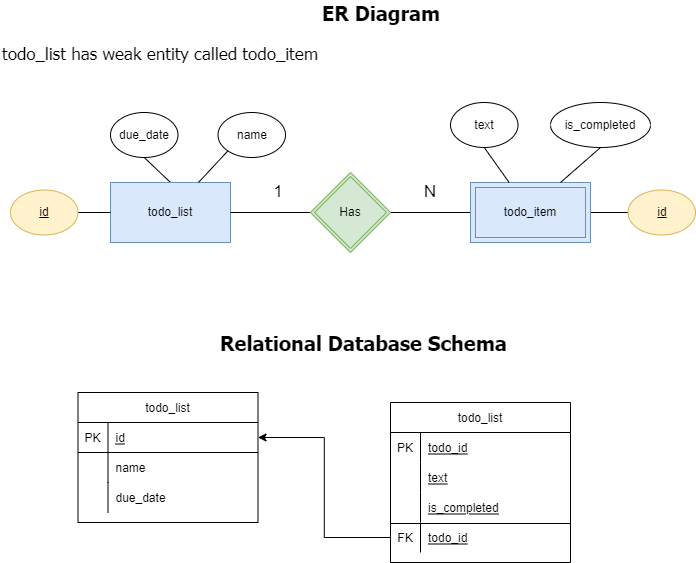 ER Diagram
todo_list has weak entity called todo_item
due_date
name
text
is_completed
id
todo_list
1
Has
N
todo_item
id
Relational Database Schema
todo_list
PK id
name
due_date
todo_list
PK todo_id
text
is_completed
FK todo_id